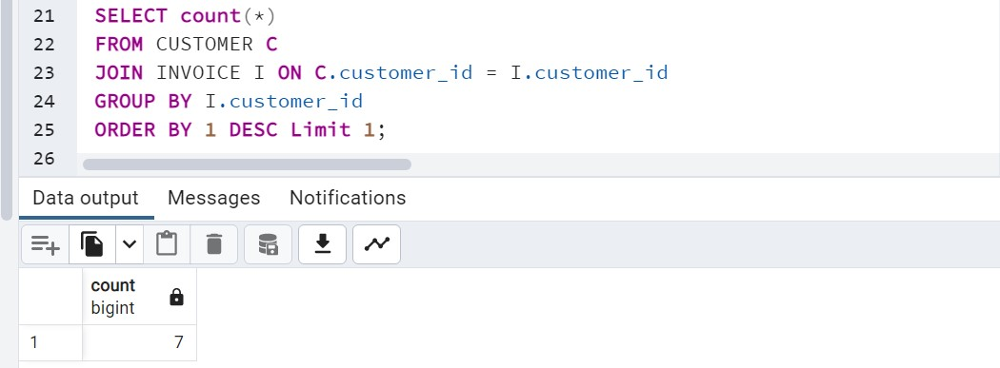 21 SELECT count(*)
22 FROM CUSTOMER C
23 JOIN INVOICE I ON C.customer_id = I.customer_id
24 GROUP BY I.customer_id
25 ORDER BY 1 DESC Limit 1;
26
Data output Messages Notifications
count
bigint
1 7